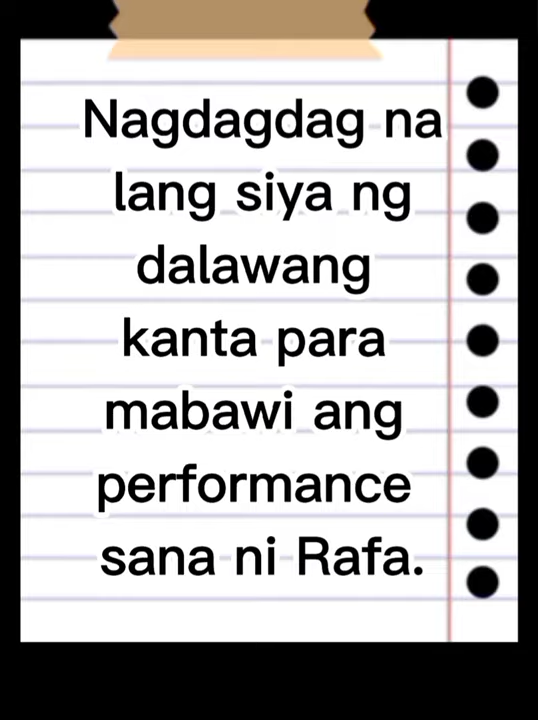 Nagdagdag na
lang siya ng
dalawang
kanta para
mabawi ang
performance
sana ni Rafa.